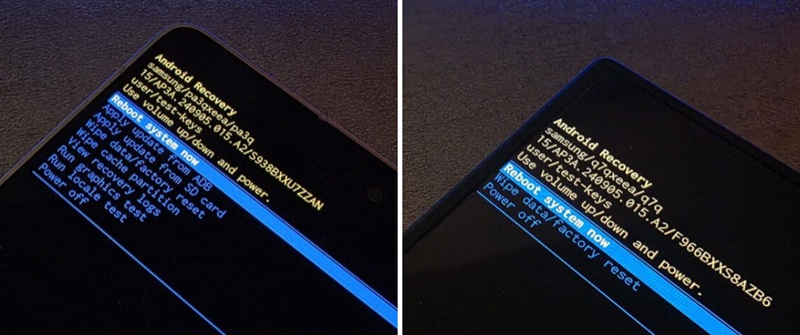 Android Recovery
samsung/pa3qxeea/pa3q
15/AP3A.240905.015.A2/S938BXXU7ZZAN
user/test-keys
Use volume up/down and power.
Reboot system now
Apply update from ADB
Apply update from SD card
Wipe data/factory reset
Wipe cache partition
View recovery logs
Run graphics test
Run locale test
Power off
Android Recovery
samsung/q7qxeea/q7q
15/AP3A.240905.015.A2/F966BXXS8AZB6
user/test-keys
Use volume up/down and power.
Reboot system now
Wipe data/factory reset
Power off